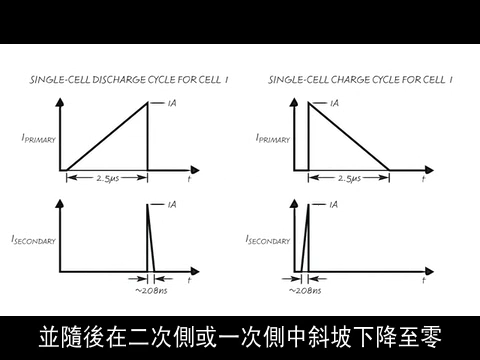 SINGLE-CELL DISCHARGE CYCLE FOR CELL 1
SINGLE-CELL CHARGE CYCLE FOR CELL 1
1A
IPRIMARY
2.5μs
t
1A
IPRIMARY
2.5μs
t
1A
ISECONDARY
~208ns
t
1A
ISECONDARY
~208ns
t
並隨後在二次側或一次側中斜坡下降至零